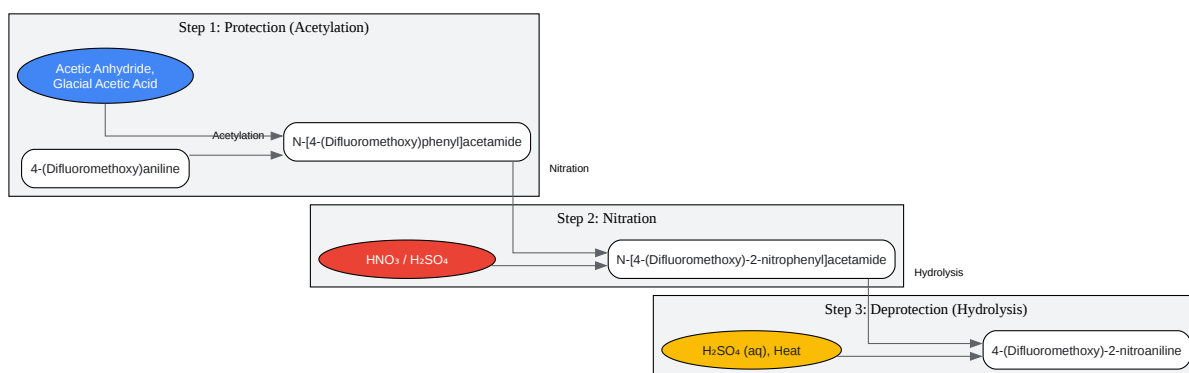 Step 1: Protection (Acetylation)
Acetic Anhydride,
Glacial Acetic Acid
Acetylation
N-[4-(Difluoromethoxy)phenyl]acetamide
4-(Difluoromethoxy)aniline
Nitration
Step 2: Nitration
HNO₃ / H₂SO₄
N-[4-(Difluoromethoxy)-2-nitrophenyl]acetamide
Hydrolysis
Step 3: Deprotection (Hydrolysis)
H₂SO₄ (aq), Heat
4-(Difluoromethoxy)-2-nitroaniline